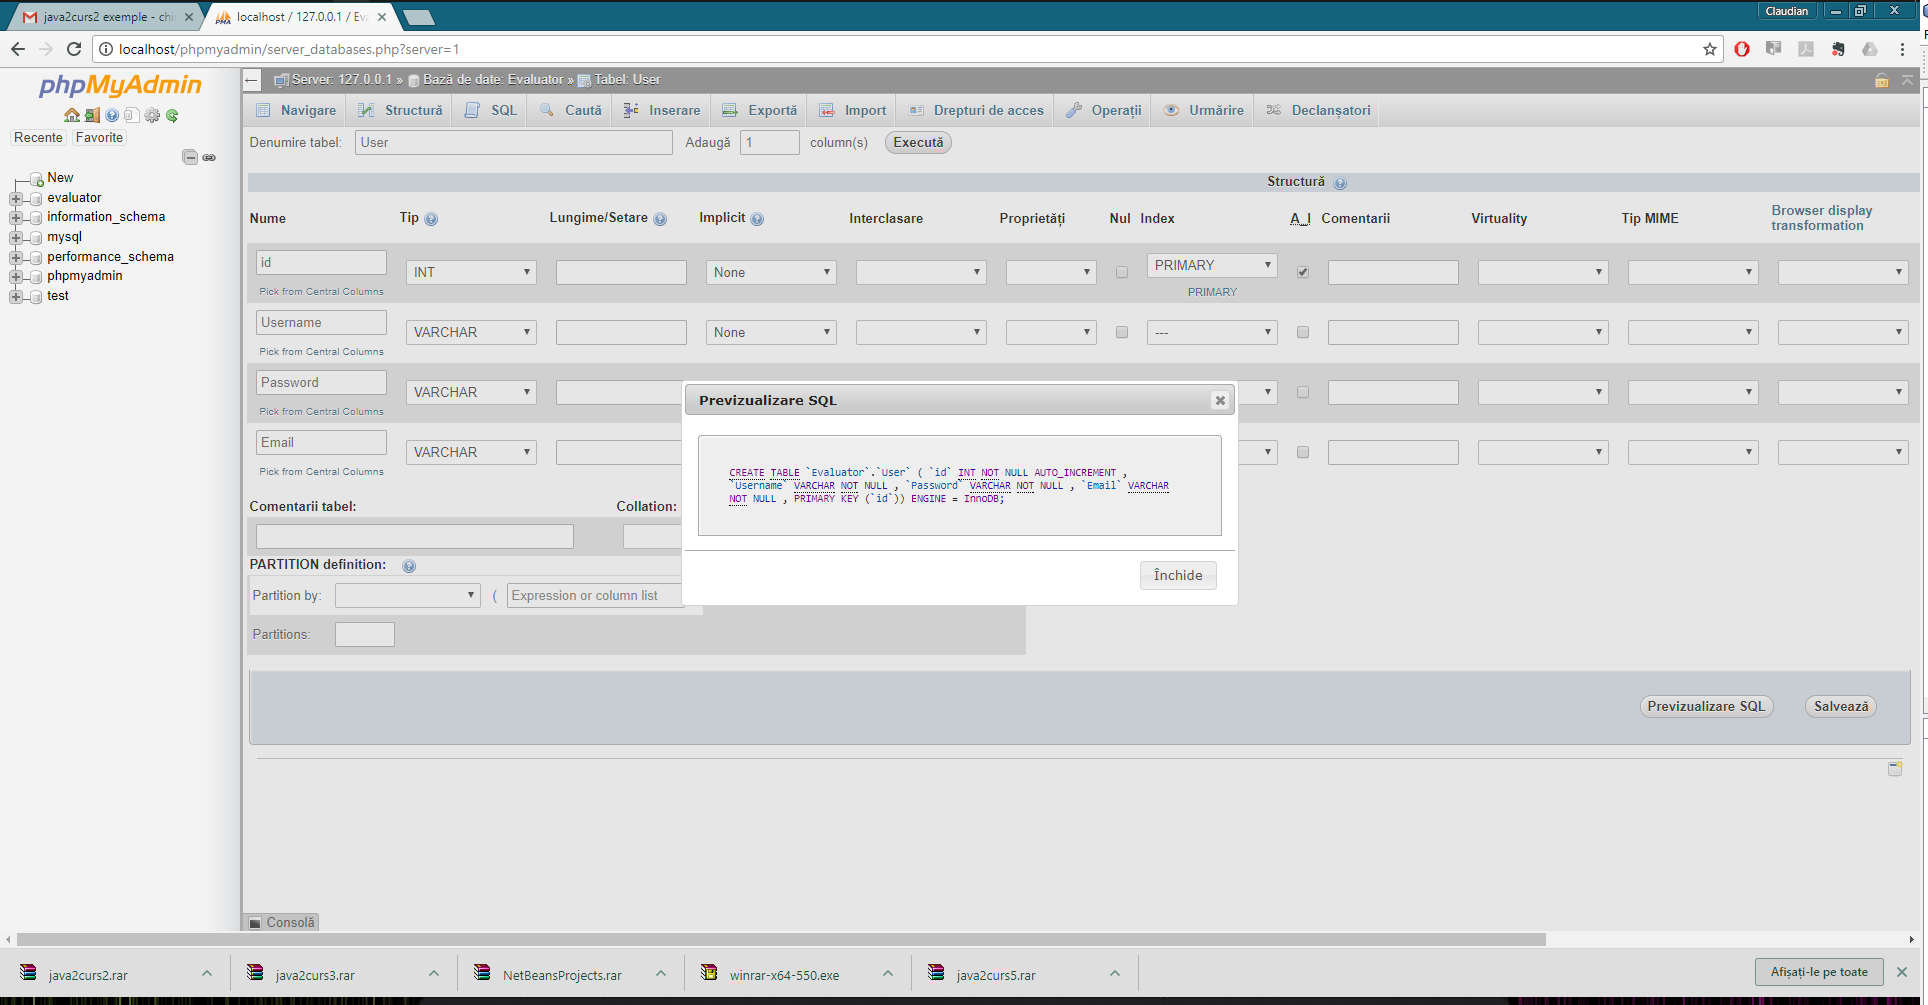 java2curs2 exemple - chi
localhost / 127.0.0.1 / Eva
Claudian
localhost/phpmyadmin/server_databases.php?server=1
phpMyAdmin
Recente Favorite
New
evaluator
information_schema
mysql
performance_schema
phpmyadmin
test
Server: 127.0.0.1 » Bază de date: Evaluator » Tabel: User
Navigare Structură SQL Caută Inserare Exportă Import Drepturi de acces Operații Urmărire Declanșatori
Denumire tabel: User Adaugă 1 column(s) Execută
Structură
Nume Tip Lungime/Setare Implicit Interclasare Proprietăți Nul Index A_I Comentarii Virtuality Tip MIME Browser display transformation
id INT None PRIMARY
Pick from Central Columns PRIMARY
Username VARCHAR None ---
Pick from Central Columns
Password VARCHAR
Pick from Central Columns
Email VARCHAR
Pick from Central Columns
Previzualizare SQL
CREATE TABLE `Evaluator`.`User` ( `id` INT NOT NULL AUTO_INCREMENT ,
`Username` VARCHAR NOT NULL , `Password` VARCHAR NOT NULL , `Email` VARCHAR
NOT NULL , PRIMARY KEY (`id`)) ENGINE = InnoDB;
Închide
Comentarii tabel: Collation:
PARTITION definition:
Partition by: ( Expression or column list
Partitions:
Previzualizare SQL Salvează
Consolă
java2curs2.rar java2curs3.rar NetBeansProjects.rar winrar-x64-550.exe java2curs5.rar Afișați-le pe toate